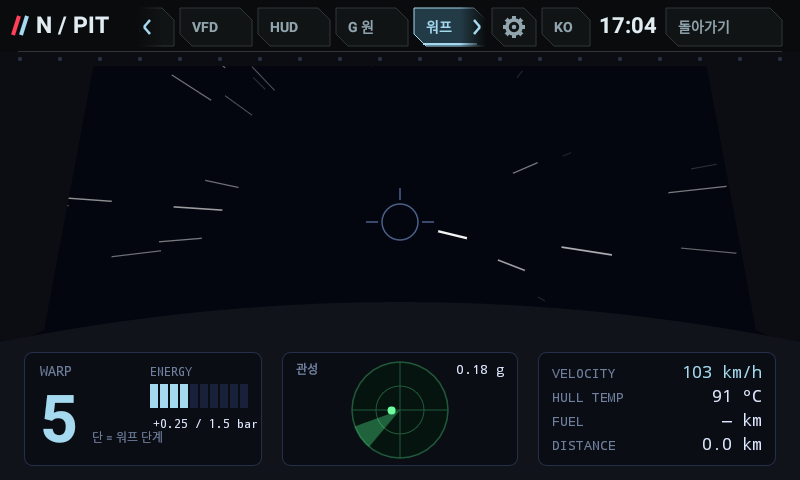 N / PIT
VFD
HUD
G 원
워프
KO
17:04
돌아가기
WARP
5
단 = 워프 단계
ENERGY
+0.25 / 1.5 bar
관성
0.18 g
VELOCITY 103 km/h
HULL TEMP 91 °C
FUEL — km
DISTANCE 0.0 km